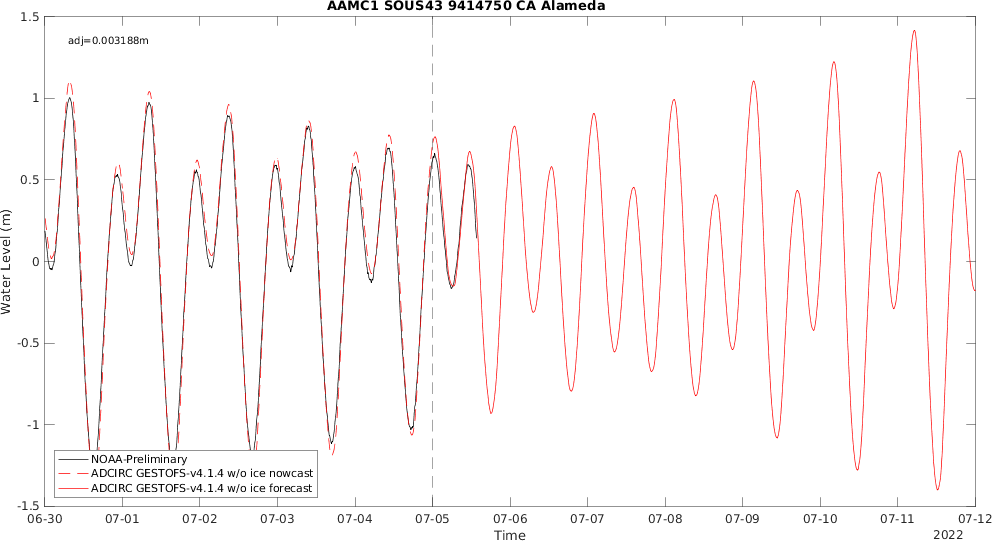 AAMC1 SOUS43 9414750 CA Alameda
adj=0.003188m
1.5
1
0.5
0
-0.5
-1
-1.5
Water Level (m)
NOAA-Preliminary
ADCIRC GESTOFS-v4.1.4 w/o ice nowcast
ADCIRC GESTOFS-v4.1.4 w/o ice forecast
06-30 07-01 07-02 07-03 07-04 07-05 07-06 07-07 07-08 07-09 07-10 07-11 07-12
Time
2022